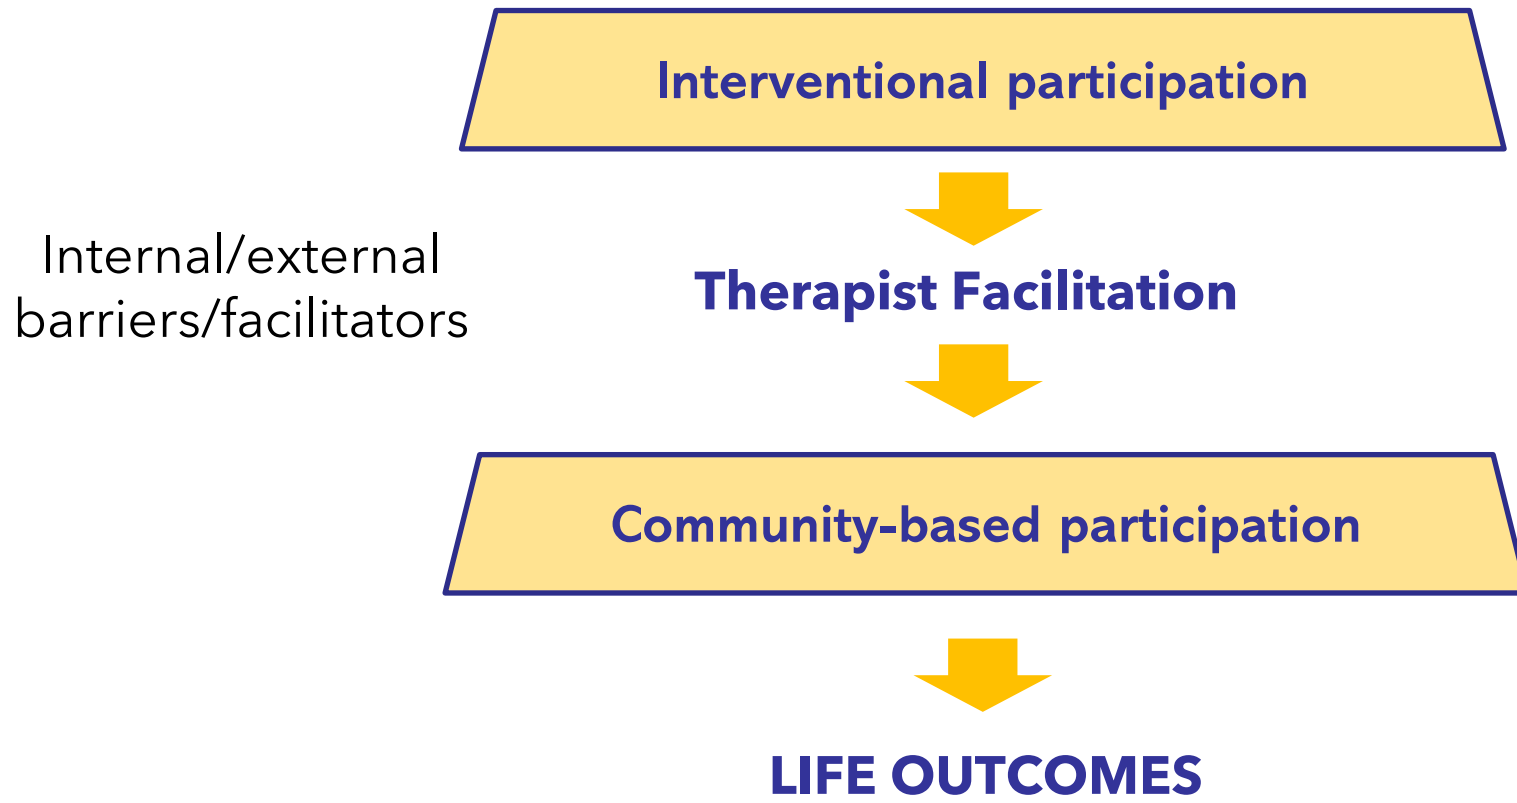 Interventional participation
Internal/external
barriers/facilitators
Therapist Facilitation
Community-based participation
LIFE OUTCOMES